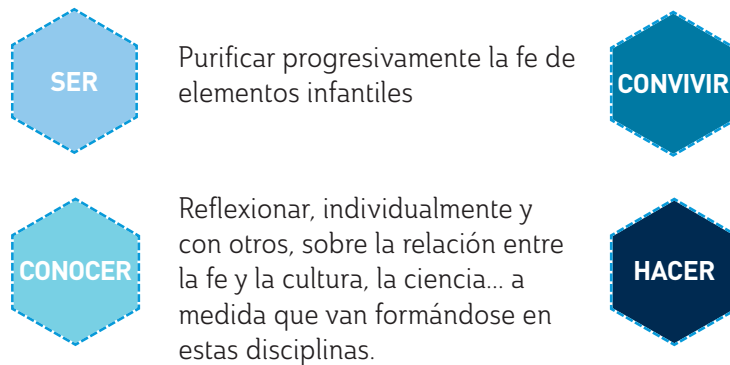 SER
Purificar progresivamente la fe de
elementos infantiles
CONVIVIR
CONOCER
Reflexionar, individualmente y
con otros, sobre la relación entre
la fe y la cultura, la ciencia... a
medida que van formándose en
estas disciplinas.
HACER